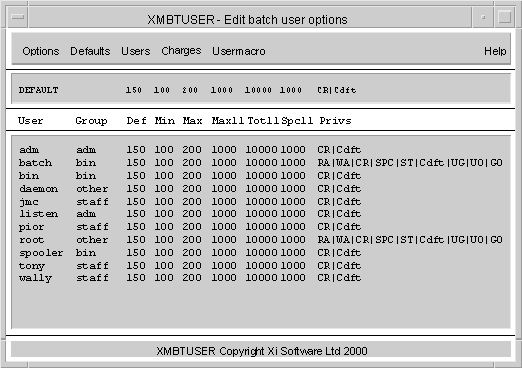 XMBTUSER - Edit batch user options
Options Defaults Users Charges Usermacro Help
DEFAULT 150 100 200 1000 10000 1000 CR|Cdft
User Group Def Min Max Maxll Totll Spcll Privs
adm adm 150 100 200 1000 10000 1000 CR|Cdft
batch bin 150 100 200 1000 10000 1000 RA|WA|CR|SPC|ST|Cdft|UG|UO|GO
bin bin 150 100 200 1000 10000 1000 CR|Cdft
daemon other 150 100 200 1000 10000 1000 CR|Cdft
jmc staff 150 100 200 1000 10000 1000 CR|Cdft
listen adm 150 100 200 1000 10000 1000 CR|Cdft
pior staff 150 100 200 1000 10000 1000 CR|Cdft
root other 150 100 200 1000 10000 1000 RA|WA|CR|SPC|ST|Cdft|UG|UO|GO
spooler bin 150 100 200 1000 10000 1000 CR|Cdft
tony staff 150 100 200 1000 10000 1000 CR|Cdft
wally staff 150 100 200 1000 10000 1000 CR|Cdft
XMBTUSER Copyright Xi Software Ltd 2000